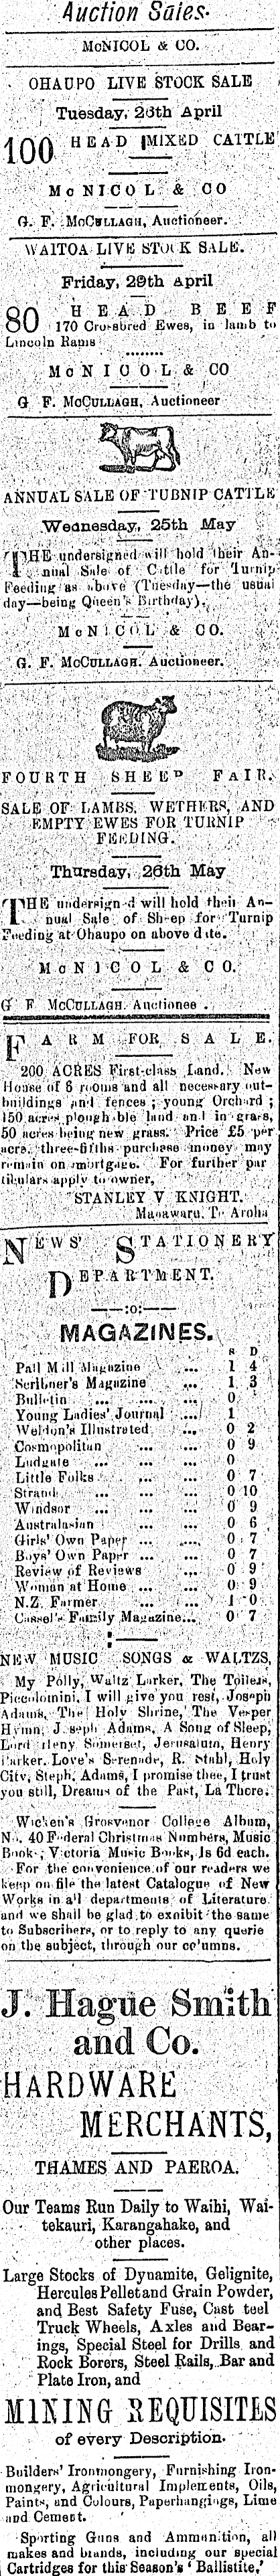 Auction Sales.
McNICOL & CO.
OHAUPO LIVE STOCK SALE
Tuesday, 26th April
100 HEAD MIXED CATTLE
McNICOL & CO
G. F. McCULLAGH, Auctioneer.
WAITOA LIVE STOCK SALE.
Friday, 29th April
80 HEAD BEEF
170 Crossbred Ewes, in lamb to
Lincoln Rams
McNICOL & CO
G F. McCULLAGH, Auctioneer
ANNUAL SALE OF TURNIP CATTLE
Wednesday, 25th May
THE undersigned will hold their An-
nual Sale of Cattle for Turnip
Feeding as above (Tuesday—the usual
day—being Queen's Birthday).
McNICOL & CO.
G. F. McCULLAGH. Auctioneer.
FOURTH SHEEP FAIR.
SALE OF LAMBS, WETHERS, AND
EMPTY EWES FOR TURNIP
FEEDING.
Thursday, 26th May
THE undersign d will hold their An-
nual Sale of Sheep for Turnip
Feeding at Ohaupo on above date.
McNICOL & CO.
G F McCULLAGH. Auctionee .
FARM FOR SALE.
200 ACRES First-class Land. New
House of 6 rooms and all necessary out-
buildings and fences ; young Orchard ;
150 acres ploughable land and in grass,
50 acres being new grass. Price £5 per
acre, three-fifths purchase money may
remain on mortgage. For further par
ticulars apply to owner,
STANLEY V KNIGHT.
Manawaru, Te Aroha
NEWS' STATIONERY
DEPARTMENT.
—:o:—
MAGAZINES.
S D
Pall Mall Magazine ... 1 4
Scribner's Magazine ... 1 3
Bulletin ... ... ... 0
Young Ladies' Journal ... 1
Weldon's Illustrated ... 0 2
Cosmopolitan ... ... 0 9
Ludgate ... ... ... 0
Little Folks ... ... 0 7
Strand ... ... ... 0 10
Windsor ... ... ... 0 9
Australasian ... ... 0 6
Girls' Own Paper ... ... 0 7
Boys' Own Paper ... ... 0 7
Review of Reviews ... 0 9
Woman at Home ... ... 0 9
N.Z. Farmer ... ... 1 0
Cassel's Family Magazine... 0 7
NEW MUSIC SONGS & WALTZS.
My Polly, Waltz Lurker, The Toilers,
Piccolomini, I will give you rest, Joseph
Adams, The Holy Shrine, The Vesper
Hymn, Joseph Adams, A Song of Sleep,
Lord Heny Somerset, Jerusalem, Henry
Parker. Love's Serenade, R. Stahl, Holy
City, Steph. Adams, I promise thee, I trust
you still, Dreams of the Past, La There.
Wicken's Grosvenor College Album,
No. 40 Federal Christmas Numbers, Music
Book, Victoria Music Books, 1s 6d each.
For the convenience of our readers we
keep on file the latest Catalogue of New
Works in all departments of Literature
and we shall be glad to exhibit the same
to Subscribers, or to reply to any querie
on the subject, through our columns.
J. Hague Smith
and Co.
HARDWARE
MERCHANTS,
THAMES AND PAEROA.
Our Teams Run Daily to Waihi, Wai-
tekauri, Karangahake, and
other places.
Large Stocks of Dynamite, Gelignite,
Hercules Pellet and Grain Powder,
and Best Safety Fuse, Cast teel
Truck Wheels, Axles and Bear-
ings, Special Steel for Drills and
Rock Borers, Steel Rails, Bar and
Plate Iron, and
MINING REQUISITES
of every Description.
Builders' Ironmongery, Furnishing Iron-
mongery, Agricultural Implements, Oils,
Paints, and Colours, Paperhangings, Lime
and Cement.
Sporting Guns and Ammunition, all
makes and brands, including our special
Cartridges for this Season's 'Ballistite.'